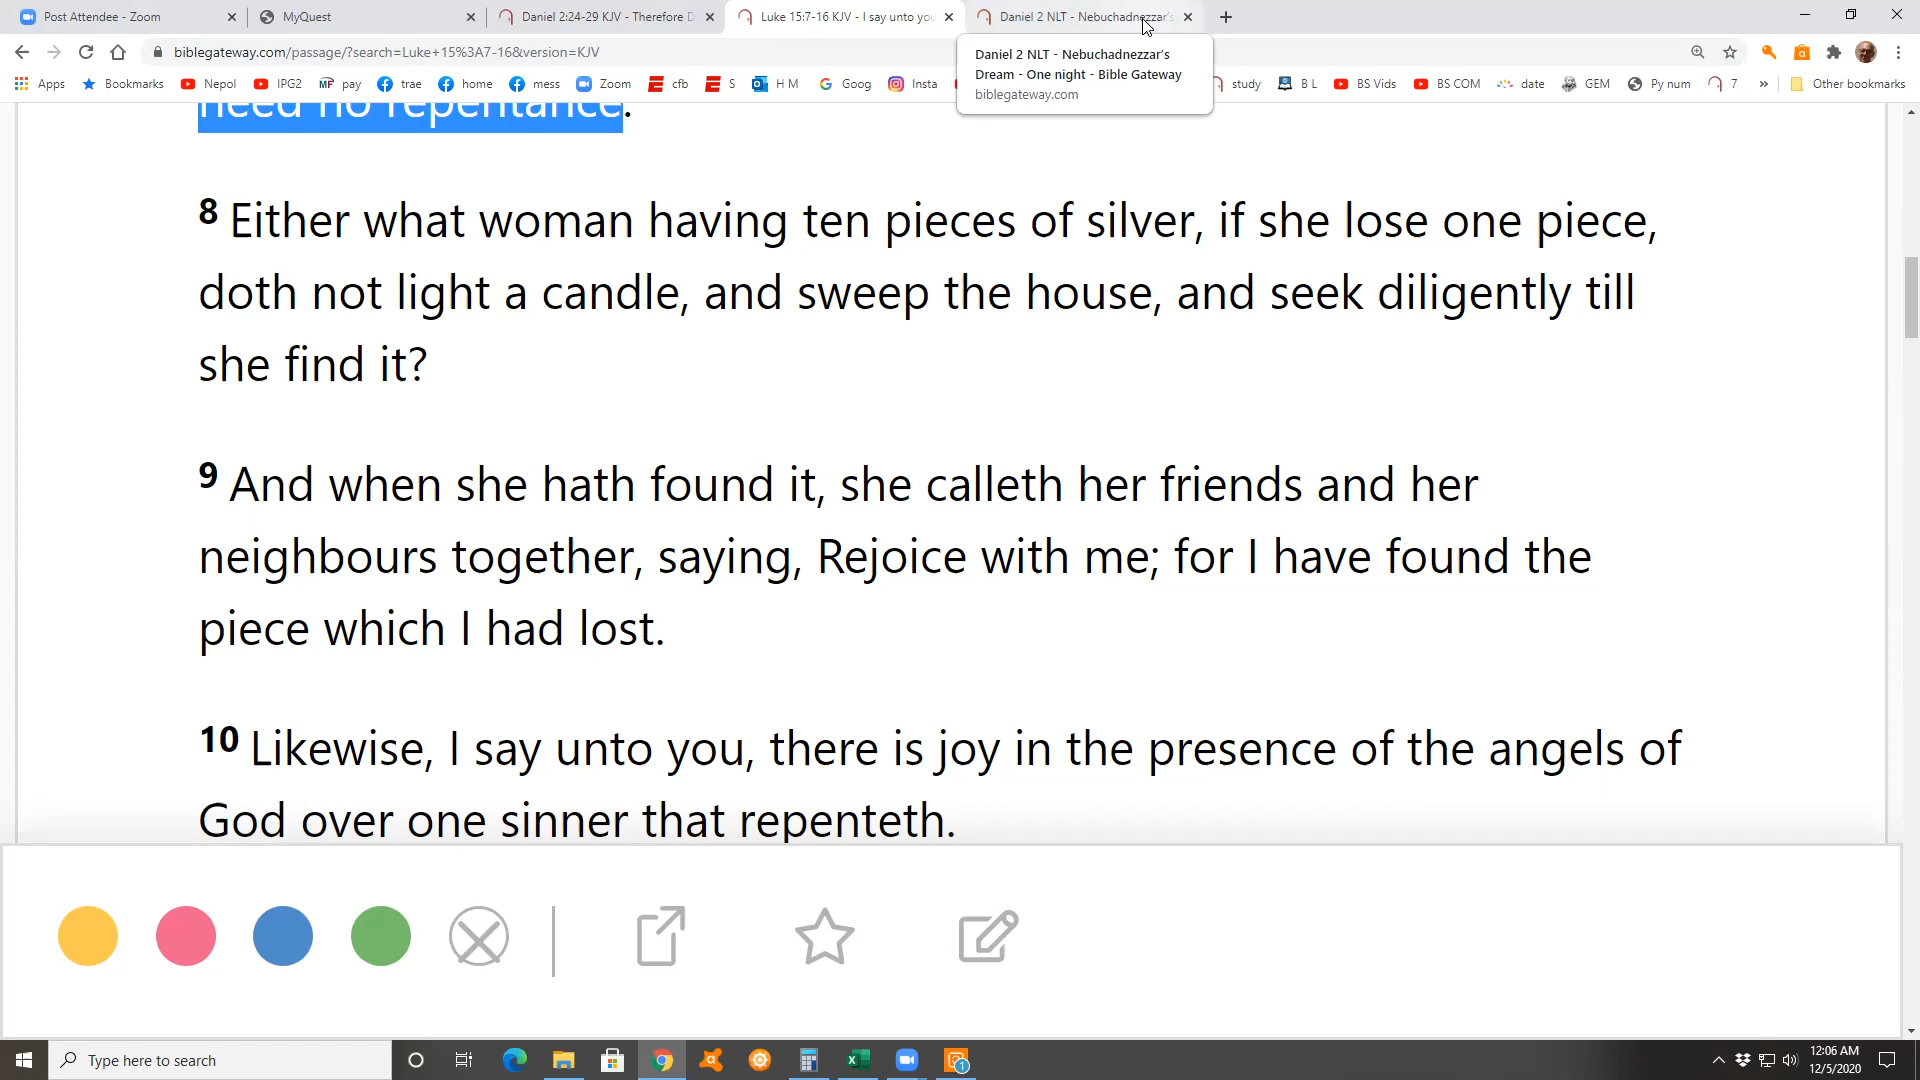 Post Attendee - Zoom
MyQuest
Daniel 2:24-29 KJV - Therefore D
Luke 15:7-16 KJV - I say unto you
Daniel 2 NLT - Nebuchadnezzar's
biblegateway.com/passage/?search=Luke+15%3A7-16&version=KJV
Daniel 2 NLT - Nebuchadnezzar's
Dream - One night - Bible Gateway
biblegateway.com
Apps
Bookmarks
Nepol
IPG2
pay
trae
home
mess
Zoom
cfb
S
H M
Goog
Insta
study
B L
BS Vids
BS COM
date
GEM
Py num
7
»
Other bookmarks
need no repentance.
8 Either what woman having ten pieces of silver, if she lose one piece,
doth not light a candle, and sweep the house, and seek diligently till
she find it?
9 And when she hath found it, she calleth her friends and her
neighbours together, saying, Rejoice with me; for I have found the
piece which I had lost.
10 Likewise, I say unto you, there is joy in the presence of the angels of
God over one sinner that repenteth.
Type here to search
1
12:06 AM
12/5/2020